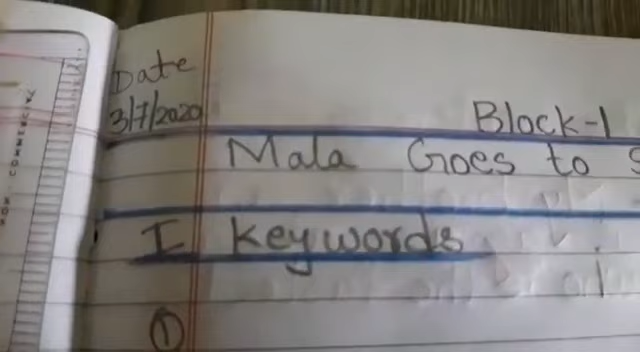 Date
3/7/2020
Block-1
Mala Goes to S
I Keywords
①